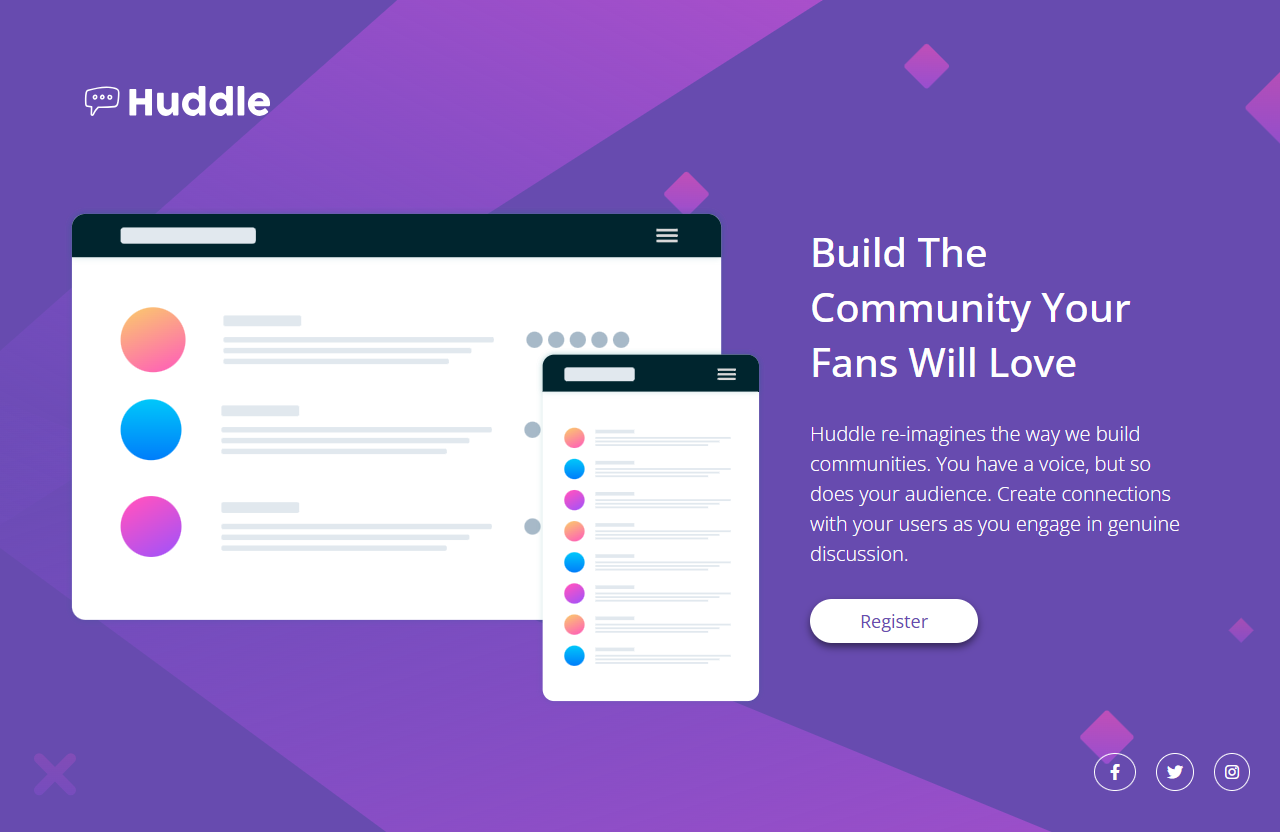 Huddle
Build The
Community Your
Fans Will Love
Huddle re-imagines the way we build
communities. You have a voice, but so
does your audience. Create connections
with your users as you engage in genuine
discussion.
Register